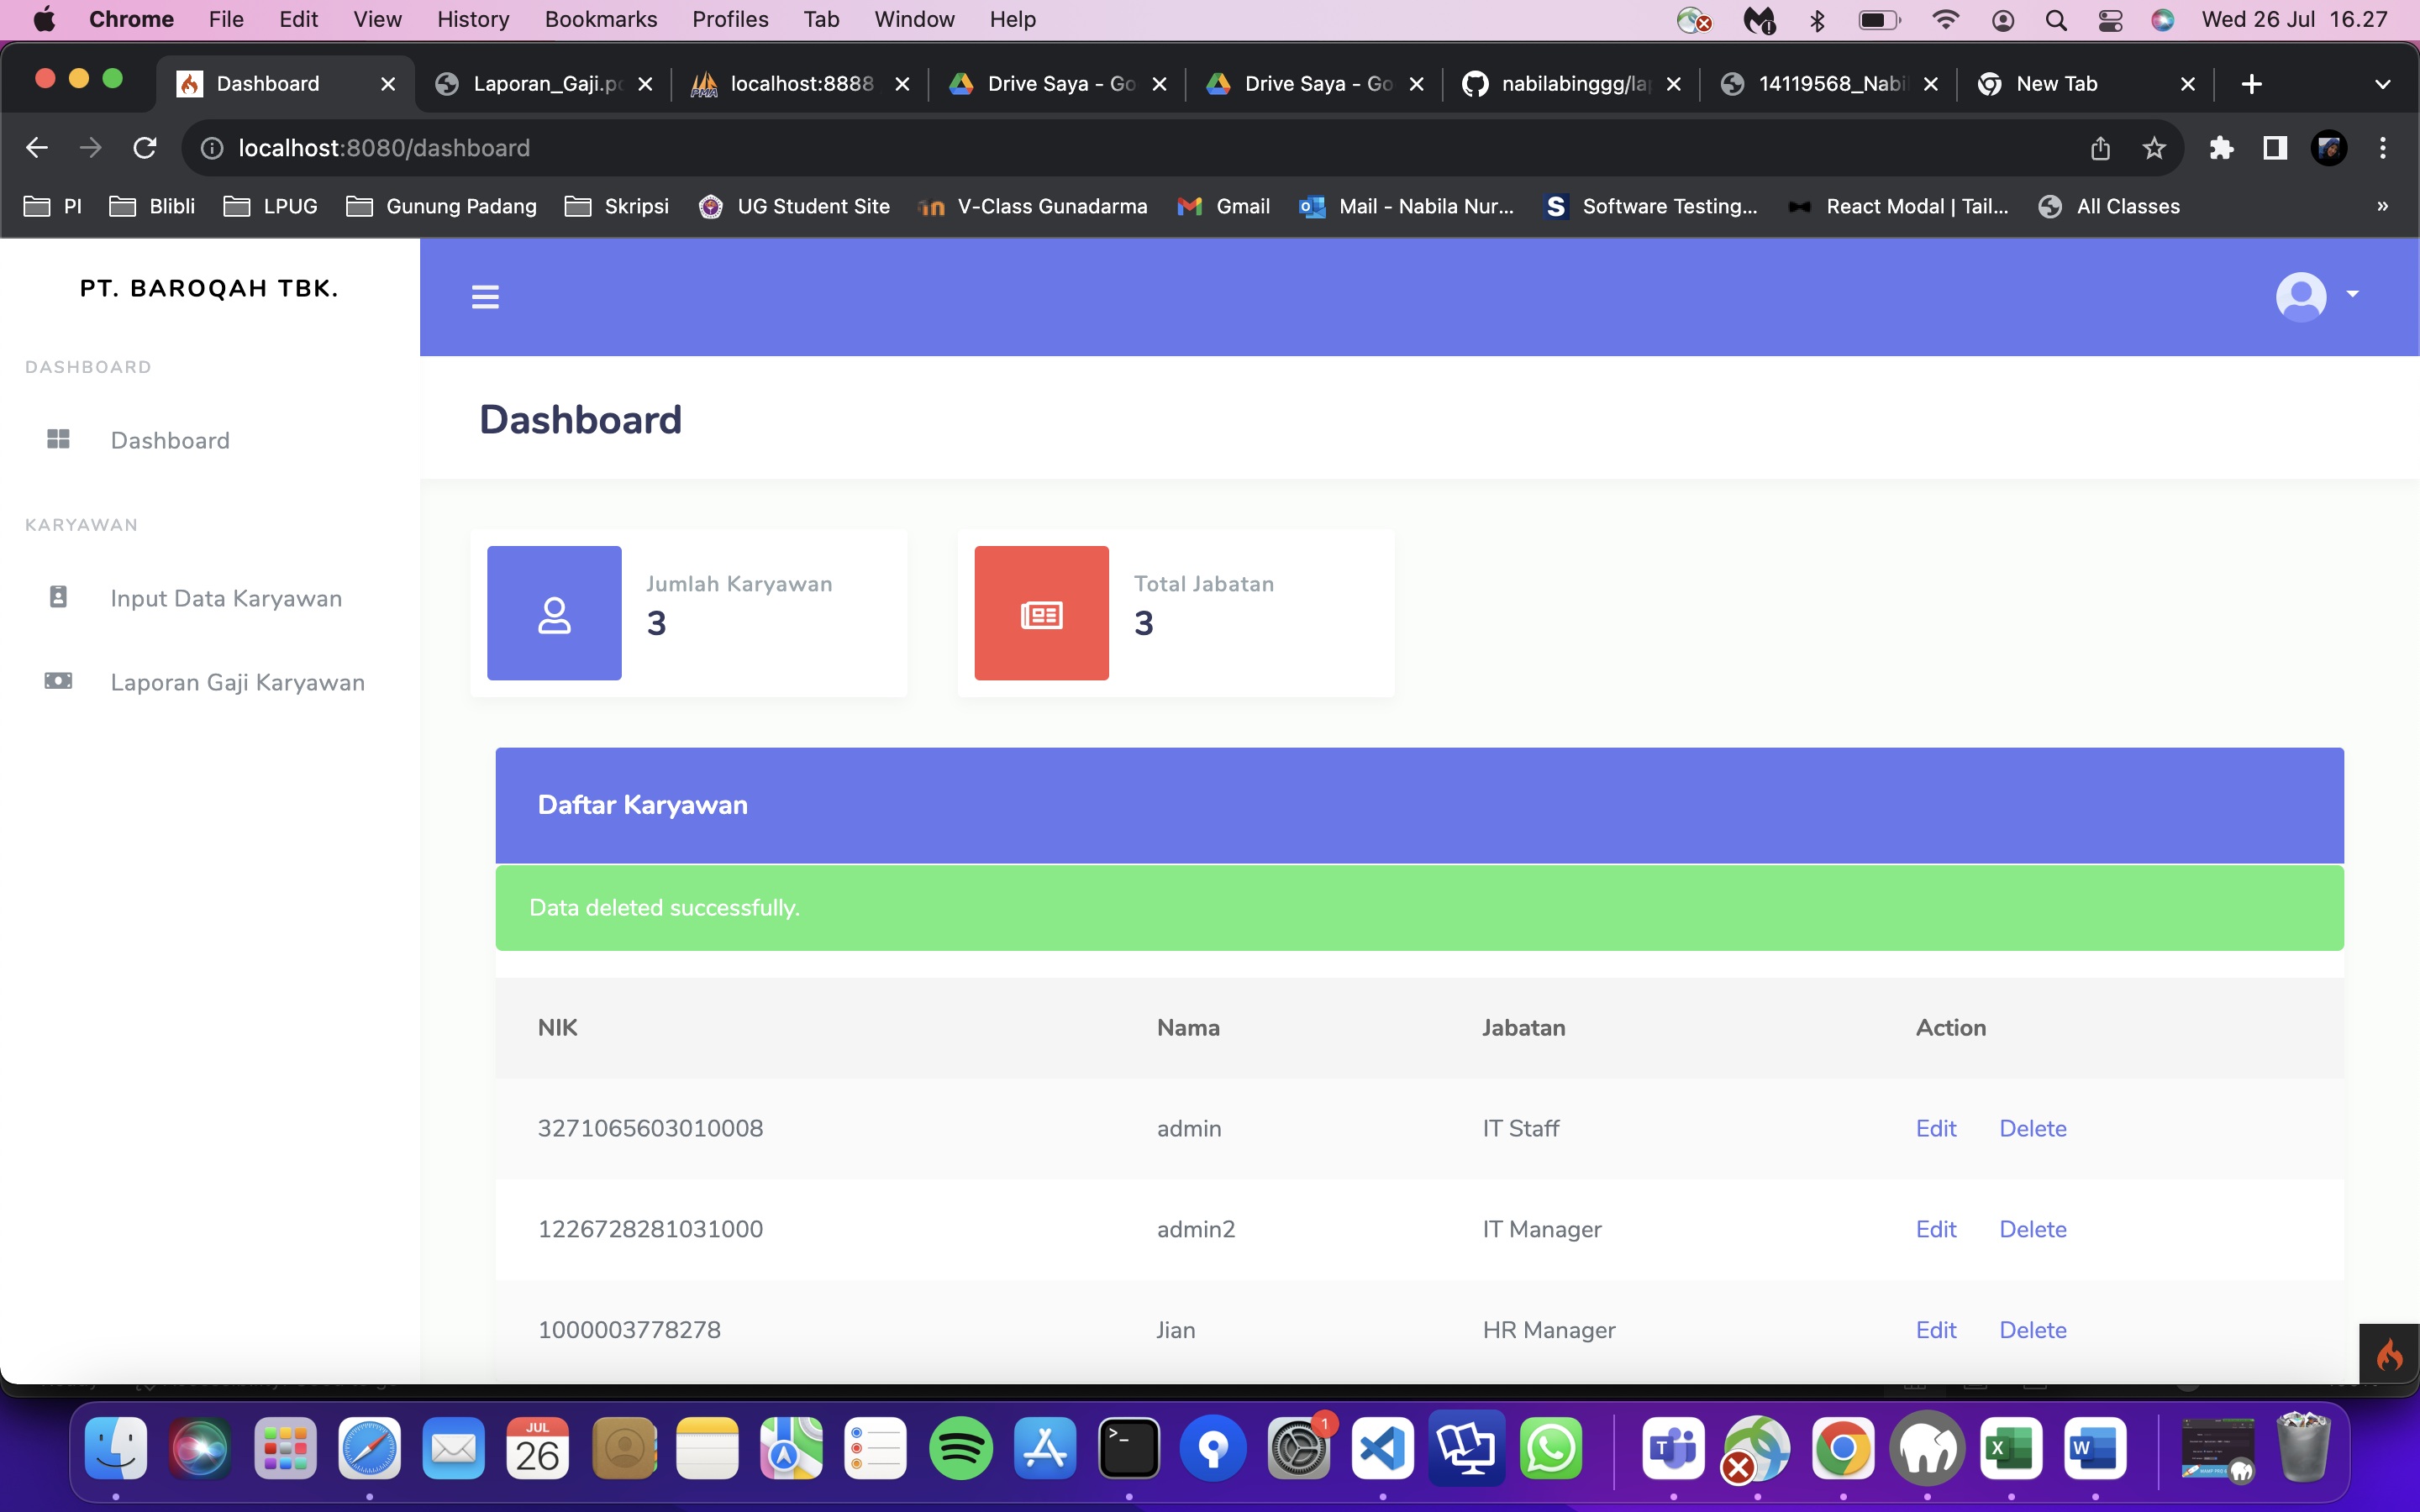 Chrome File Edit View History Bookmarks Profiles Tab Window Help Wed 26 Jul 16.27
Dashboard Laporan_Gaji.pd localhost:8888 Drive Saya - Go Drive Saya - Go nabilabinggg/la 14119568_Nabil New Tab
localhost:8080/dashboard
PI Blibli LPUG Gunung Padang Skripsi UG Student Site V-Class Gunadarma Gmail Mail - Nabila Nur... Software Testing... React Modal | Tail... All Classes »
PT. BAROQAH TBK.
DASHBOARD
Dashboard
KARYAWAN
Input Data Karyawan
Laporan Gaji Karyawan
Dashboard
Jumlah Karyawan
3
Total Jabatan
3
Daftar Karyawan
Data deleted successfully.
NIK Nama Jabatan Action
3271065603010008 admin IT Staff Edit Delete
1226728281031000 admin2 IT Manager Edit Delete
1000003778278 Jian HR Manager Edit Delete
JUL
26
1